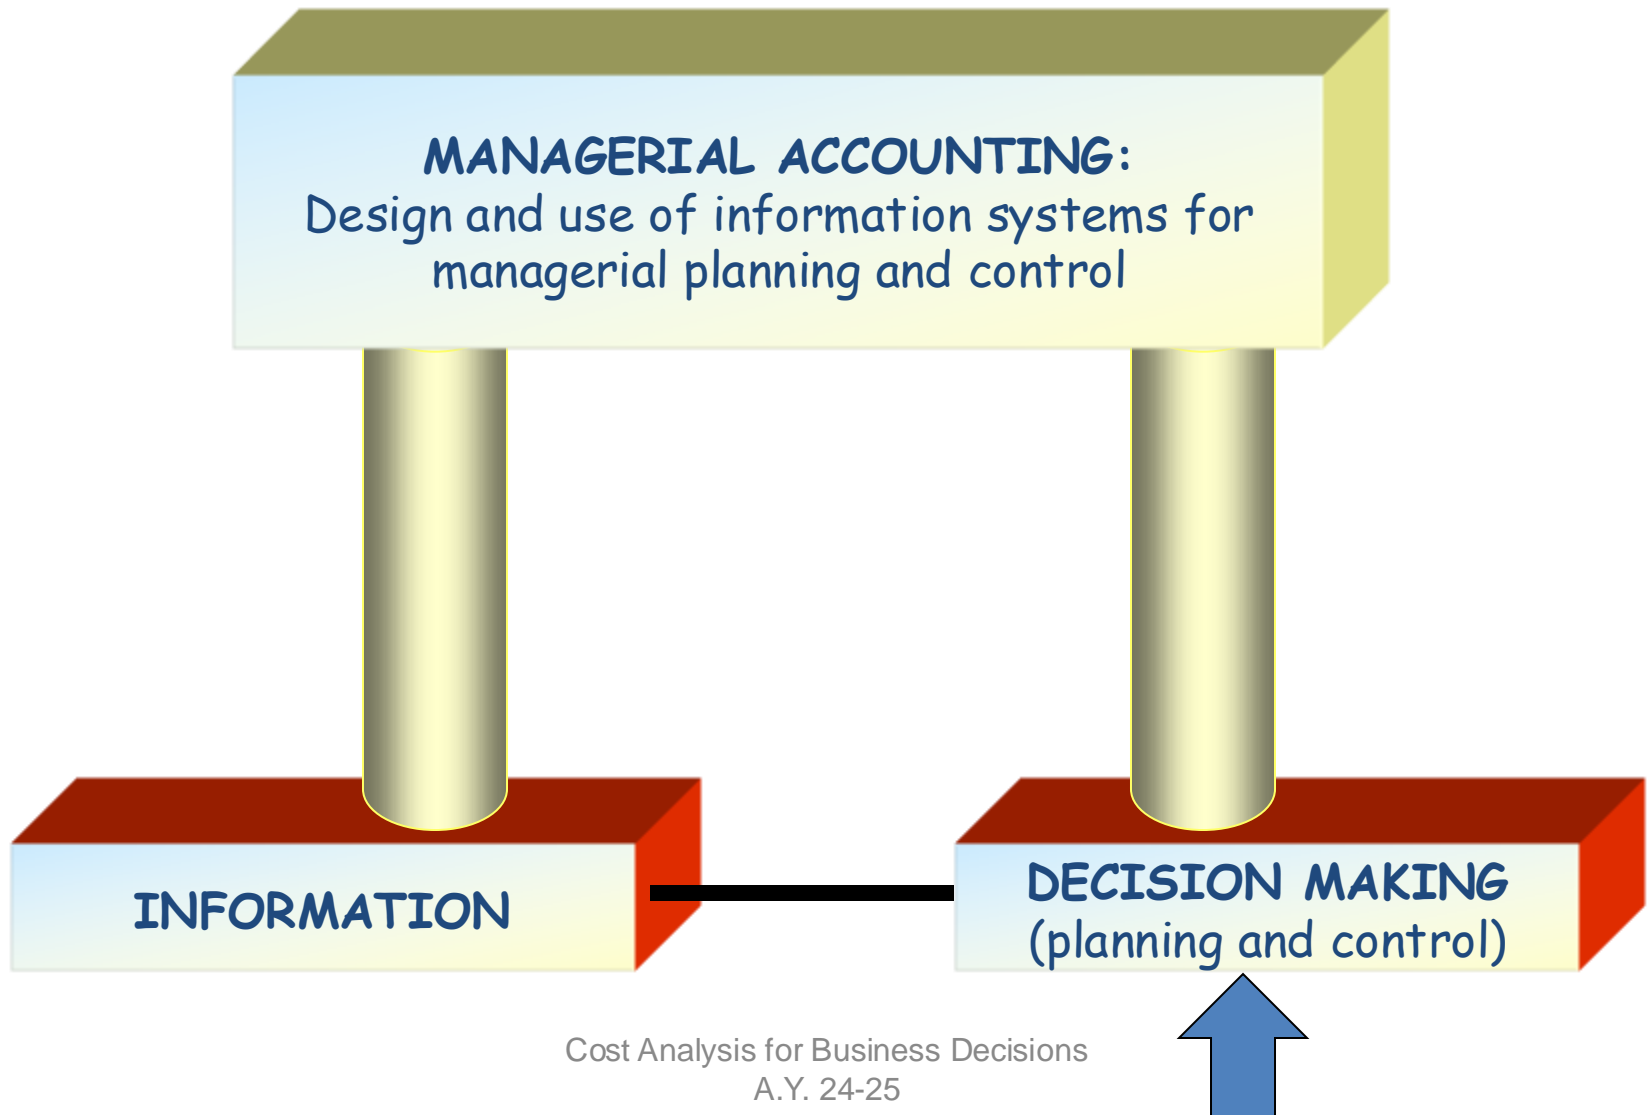 MANAGERIAL ACCOUNTING:
Design and use of information systems for
managerial planning and control
INFORMATION
DECISION MAKING
(planning and control)
Cost Analysis for Business Decisions
A.Y. 24-25